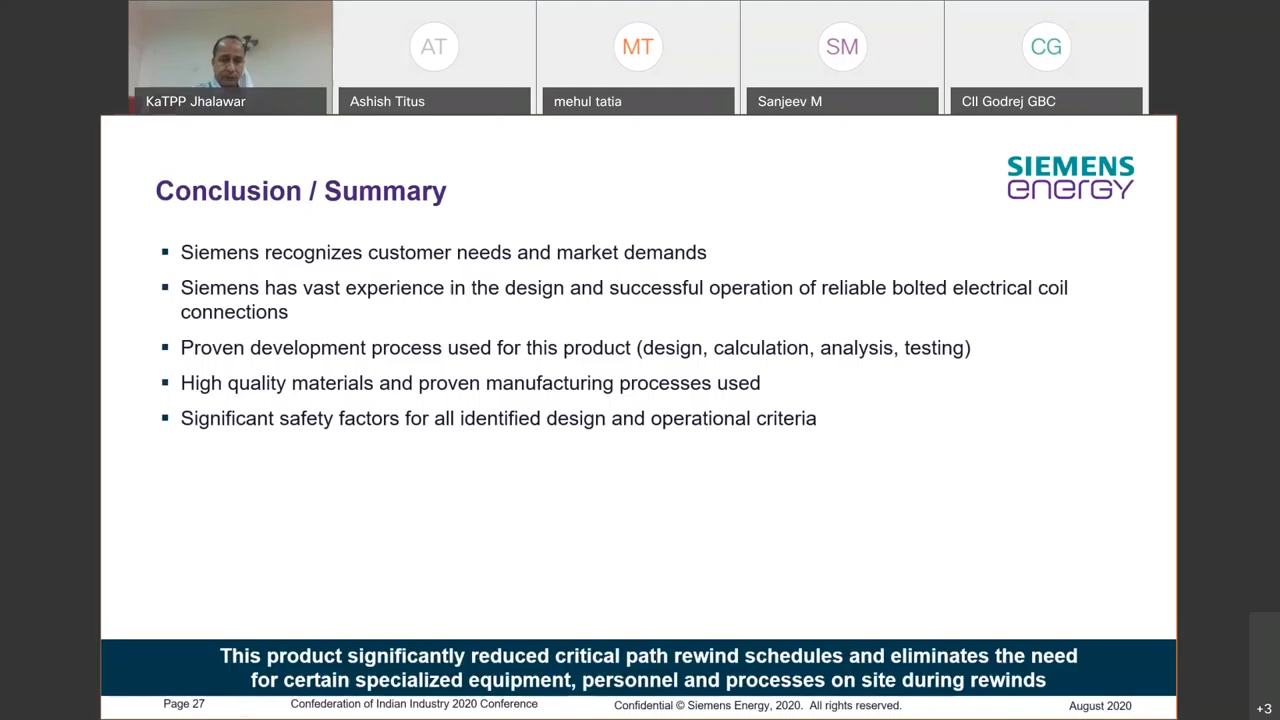 AT
MT
SM
CG
KaTPP Jhalawar
Ashish Titus
mehul tatia
Sanjeev M
CII Godrej GBC
SIEMENS
energy
Conclusion / Summary
Siemens recognizes customer needs and market demands
Siemens has vast experience in the design and successful operation of reliable bolted electrical coil
connections
Proven development process used for this product (design, calculation, analysis, testing)
High quality materials and proven manufacturing processes used
Significant safety factors for all identified design and operational criteria
This product significantly reduced critical path rewind schedules and eliminates the need
for certain specialized equipment, personnel and processes on site during rewinds
Page 27
Confederation of Indian Industry 2020 Conference
Confidential © Siemens Energy, 2020. All rights reserved.
August 2020
+3